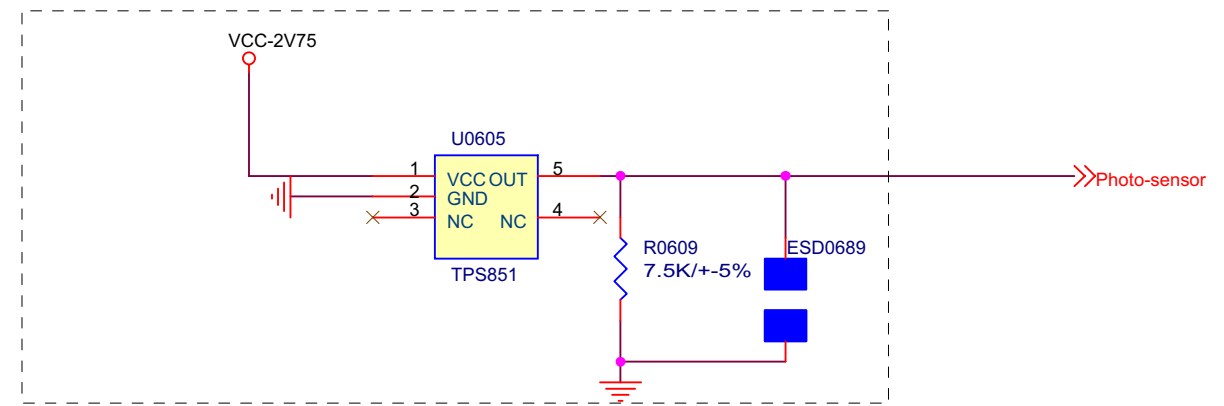 VCC-2V75
U0605
1
VCC OUT
5
2
GND
3
NC
NC
4
TPS851
R0609
7.5K/+-5%
ESD0689
Photo-sensor